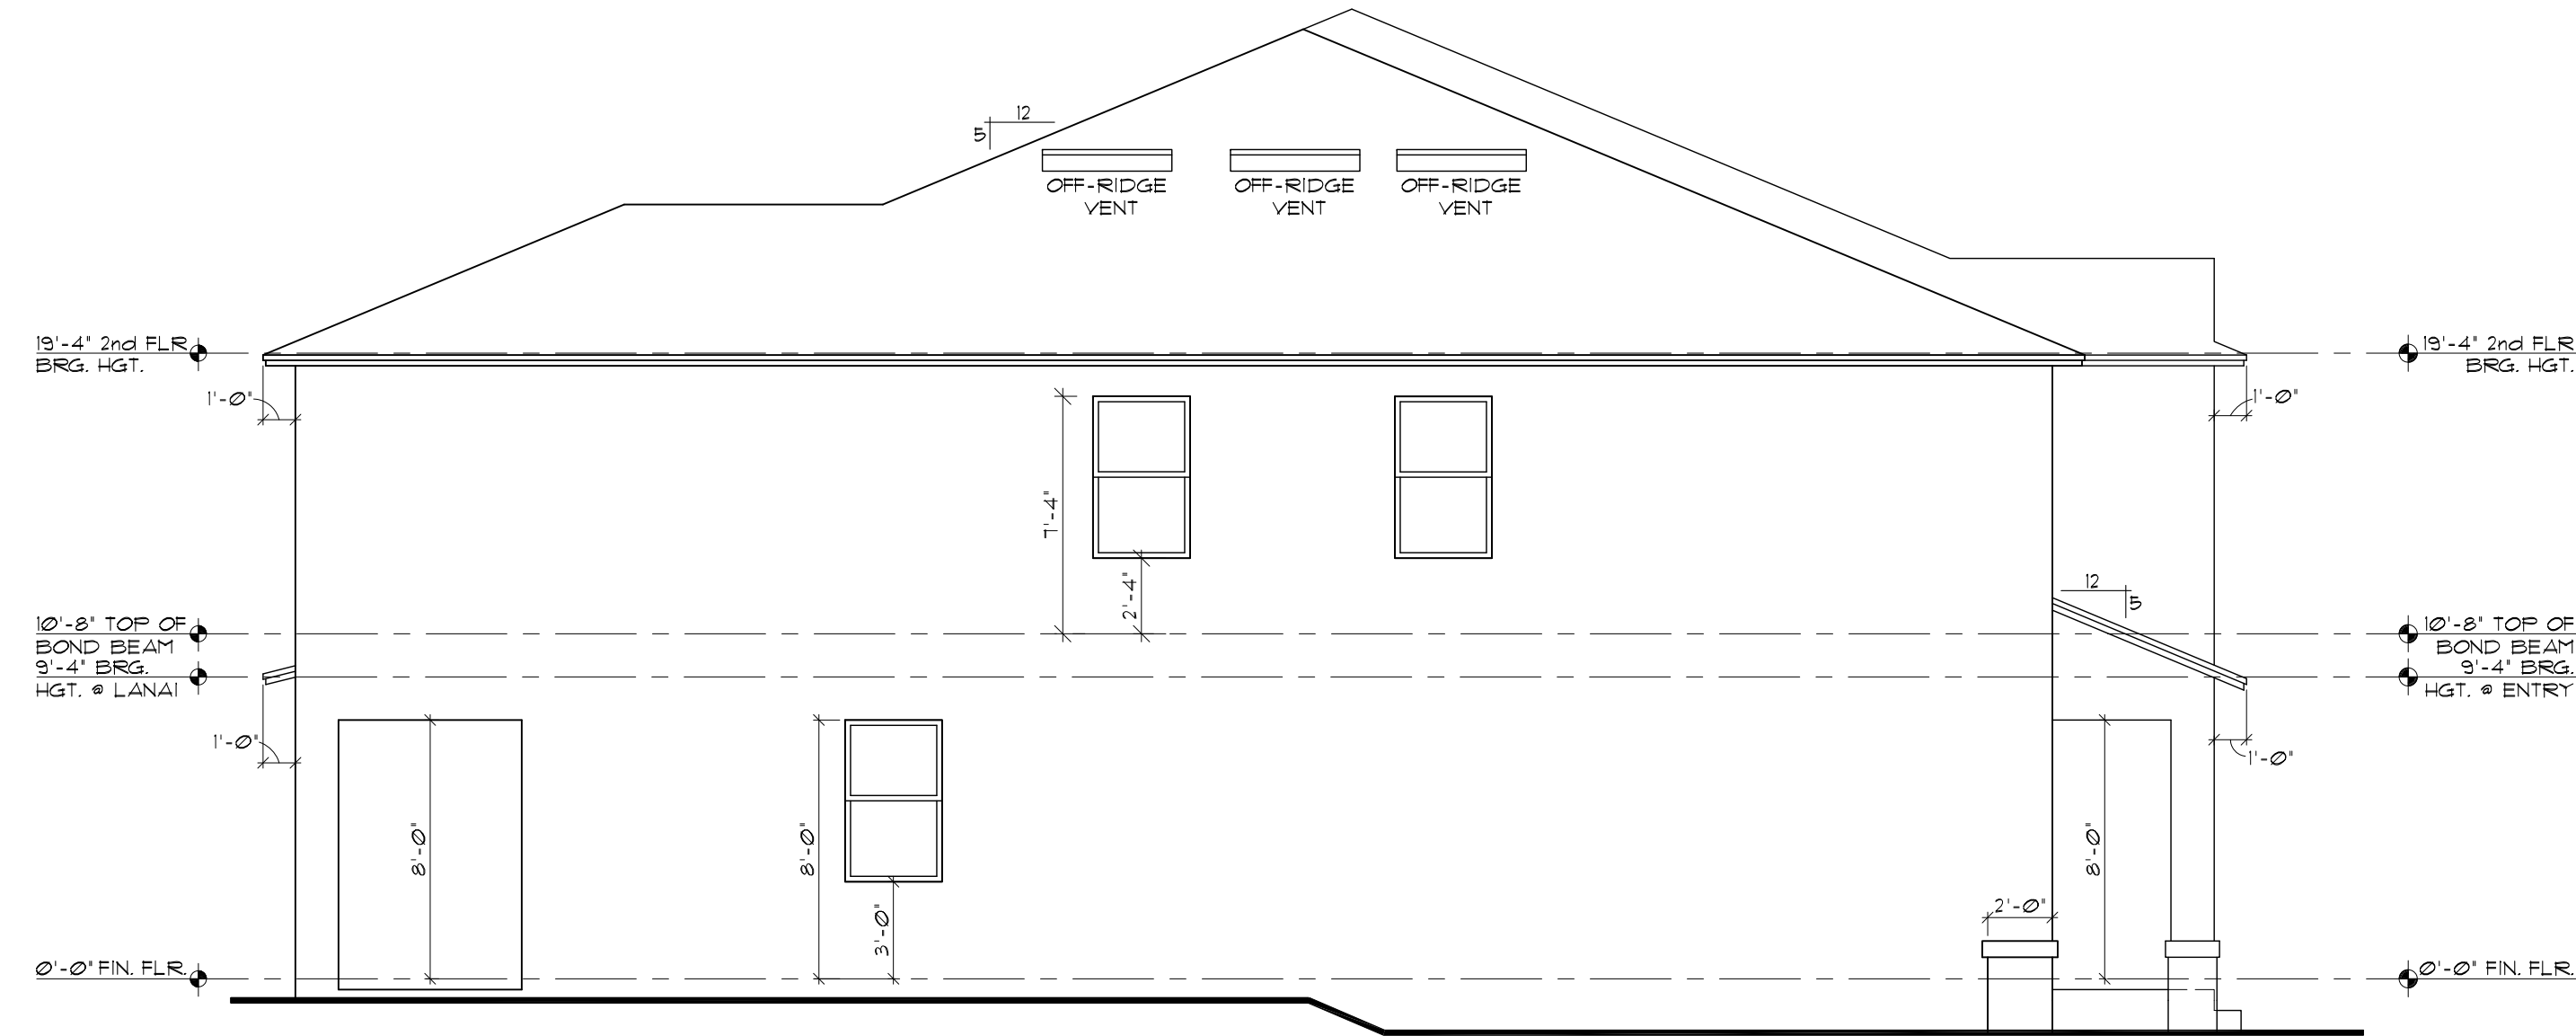 12
5
OFF-RIDGE
VENT
OFF-RIDGE
VENT
OFF-RIDGE
VENT
19'-4" 2nd FLR
BRG. HGT.
19'-4" 2nd FLR
BRG. HGT.
1'-0"
1'-0"
7'-4"
2'-4"
12
5
10'-8" TOP OF
BOND BEAM
9'-4" BRG.
HGT. @ LANAI
10'-8" TOP OF
BOND BEAM
9'-4" BRG.
HGT. @ ENTRY
1'-0"
1'-0"
8'-0"
8'-0"
3'-0"
8'-0"
2'-0"
0'-0" FIN. FLR.
0'-0" FIN. FLR.